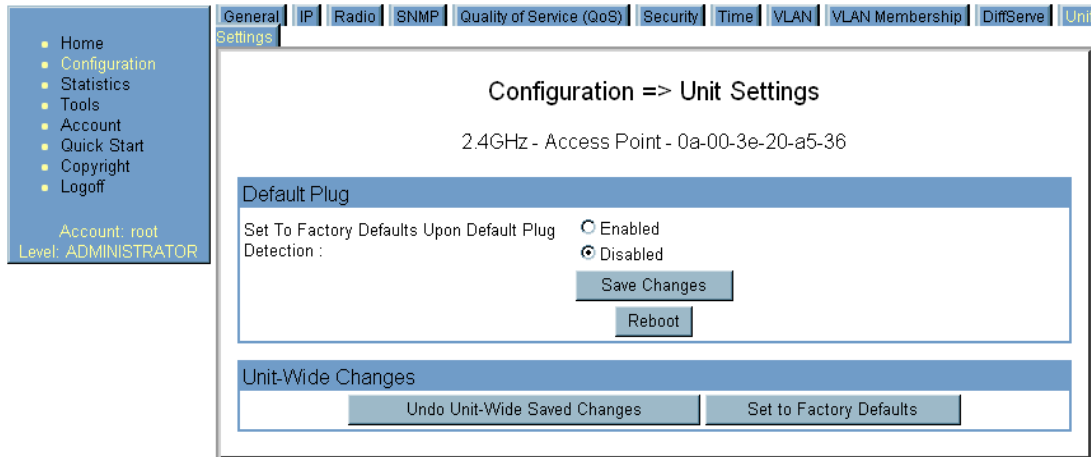 General IP Radio SNMP Quality of Service (QoS) Security Time VLAN VLAN Membership DiffServe Unit
Settings
Home
Configuration
Statistics
Tools
Account
Quick Start
Copyright
Logoff
Account: root
Level: ADMINISTRATOR
Configuration => Unit Settings
2.4GHz - Access Point - 0a-00-3e-20-a5-36
Default Plug
Set To Factory Defaults Upon Default Plug
Detection :
Enabled
Disabled
Save Changes
Reboot
Unit-Wide Changes
Undo Unit-Wide Saved Changes Set to Factory Defaults